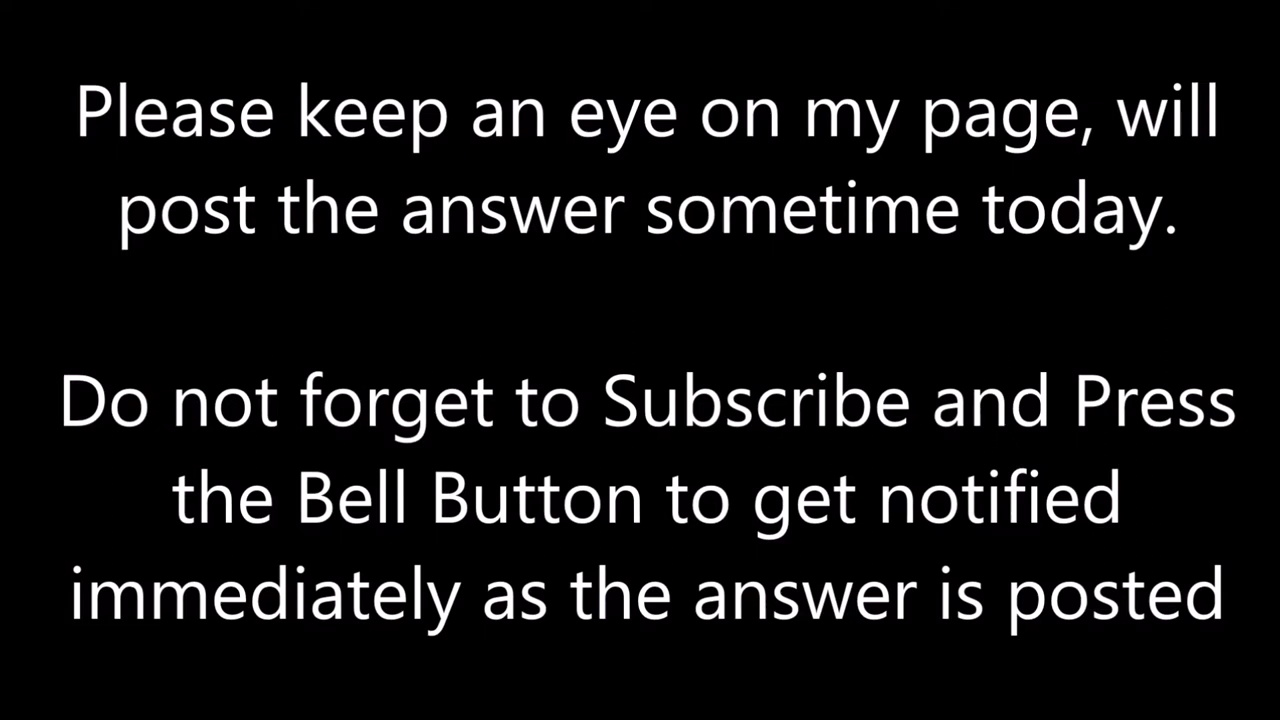 Please keep an eye on my page, will
post the answer sometime today.
Do not forget to Subscribe and Press
the Bell Button to get notified
immediately as the answer is posted